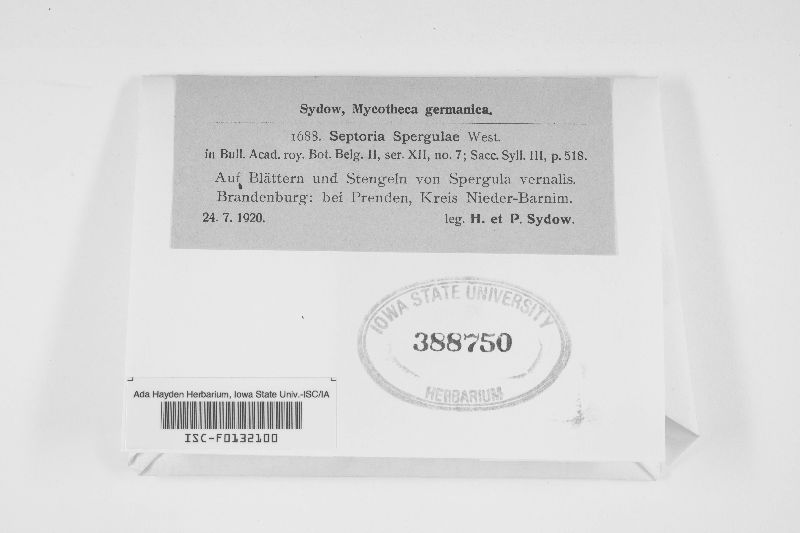 Sydow, Mycotheca germanica.
1688. Septoria Spergulae West.
in Bull. Acad. roy. Bot. Belg. II, ser. XII, no. 7; Sacc. Syll. III, p. 518.
Auf Blättern und Stengeln von Spergula vernalis.
Brandenburg: bei Prenden, Kreis Nieder-Barnim.
24. 7. 1920. leg. H. et P. Sydow.
IOWA STATE UNIVERSITY
388750
HERBARIUM
Ada Hayden Herbarium, Iowa State Univ.-ISC/IA
ISC-F0132100